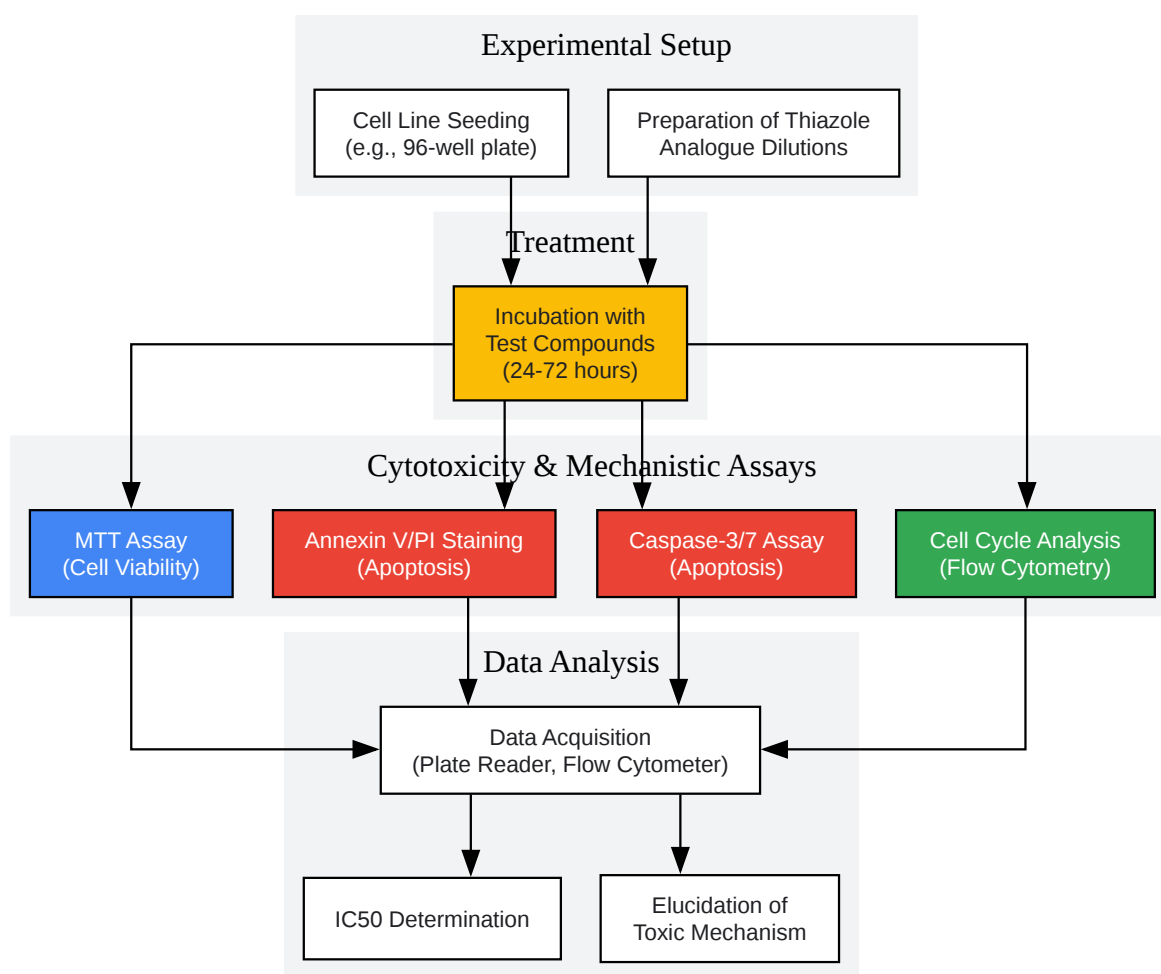 Experimental Setup
Cell Line Seeding
(e.g., 96-well plate)
Preparation of Thiazole
Analogue Dilutions
Treatment
Incubation with
Test Compounds
(24-72 hours)
Cytotoxicity & Mechanistic Assays
MTT Assay
(Cell Viability)
Annexin V/PI Staining
(Apoptosis)
Caspase-3/7 Assay
(Apoptosis)
Cell Cycle Analysis
(Flow Cytometry)
Data Analysis
Data Acquisition
(Plate Reader, Flow Cytometer)
IC50 Determination
Elucidation of
Toxic Mechanism